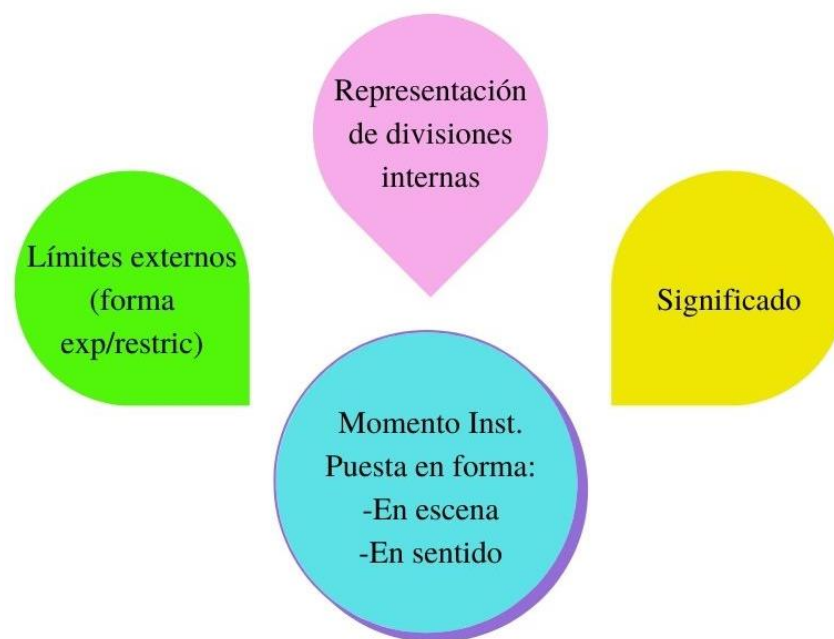 Representación
de divisiones
internas
Límites externos
(forma
exp/restric)
Significado
Momento Inst.
Puesta en forma:
-En escena
-En sentido